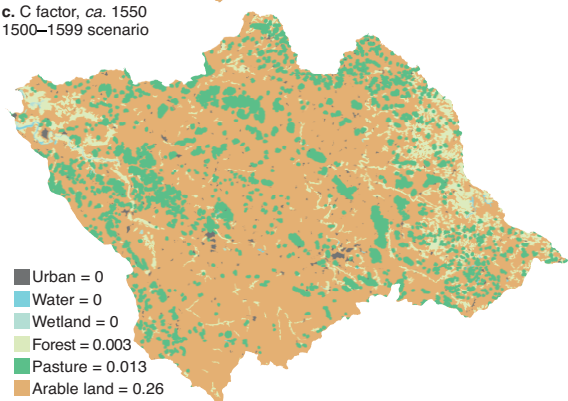 c. C factor, ca. 1550
1500–1599 scenario
Urban = 0
Water = 0
Wetland = 0
Forest = 0.003
Pasture = 0.013
Arable land = 0.26